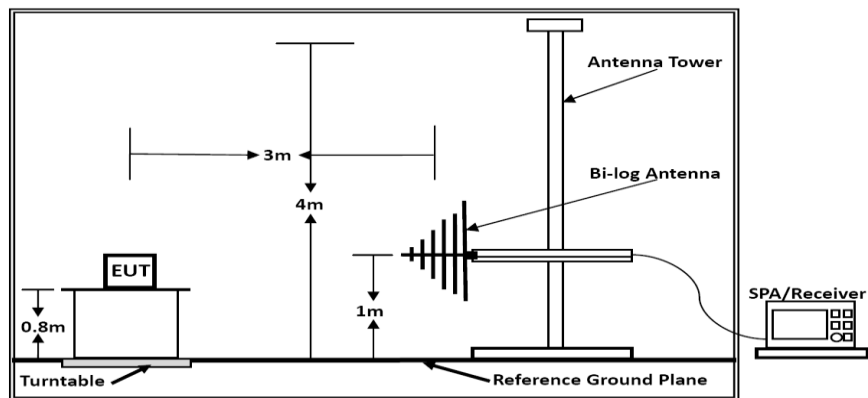 Antenna Tower
3m
Bi-log Antenna
4m
EUT
1m
0.8m
SPA/Receiver
Turntable
Reference Ground Plane